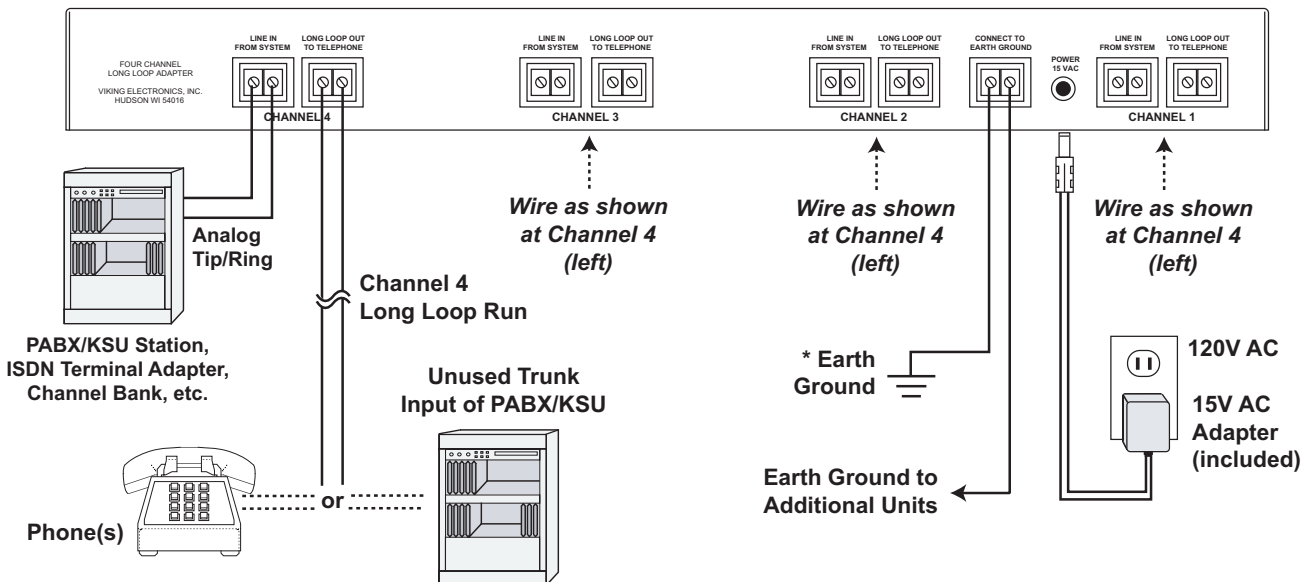 LINE IN
FROM SYSTEM
LONG LOOP OUT
TO TELEPHONE
LINE IN
FROM SYSTEM
LONG LOOP OUT
TO TELEPHONE
LINE IN
FROM SYSTEM
LONG LOOP OUT
TO TELEPHONE
CONNECT TO
EARTH GROUND
POWER
15 VAC
LINE IN
FROM SYSTEM
LONG LOOP OUT
TO TELEPHONE
FOUR CHANNEL
LONG LOOP ADAPTER
VIKING ELECTRONICS, INC.
HUDSON WI 54016
CHANNEL 4
CHANNEL 3
CHANNEL 2
CHANNEL 1
Analog
Tip/Ring
Wire as shown
at Channel 4
(left)
Wire as shown
at Channel 4
(left)
Wire as shown
at Channel 4
(left)
Channel 4
Long Loop Run
PABX/KSU Station,
ISDN Terminal Adapter,
Channel Bank, etc.
* Earth
Ground
120V AC
15V AC
Adapter
(included)
Unused Trunk
Input of PABX/KSU
Phone(s)
or
Earth Ground to
Additional Units